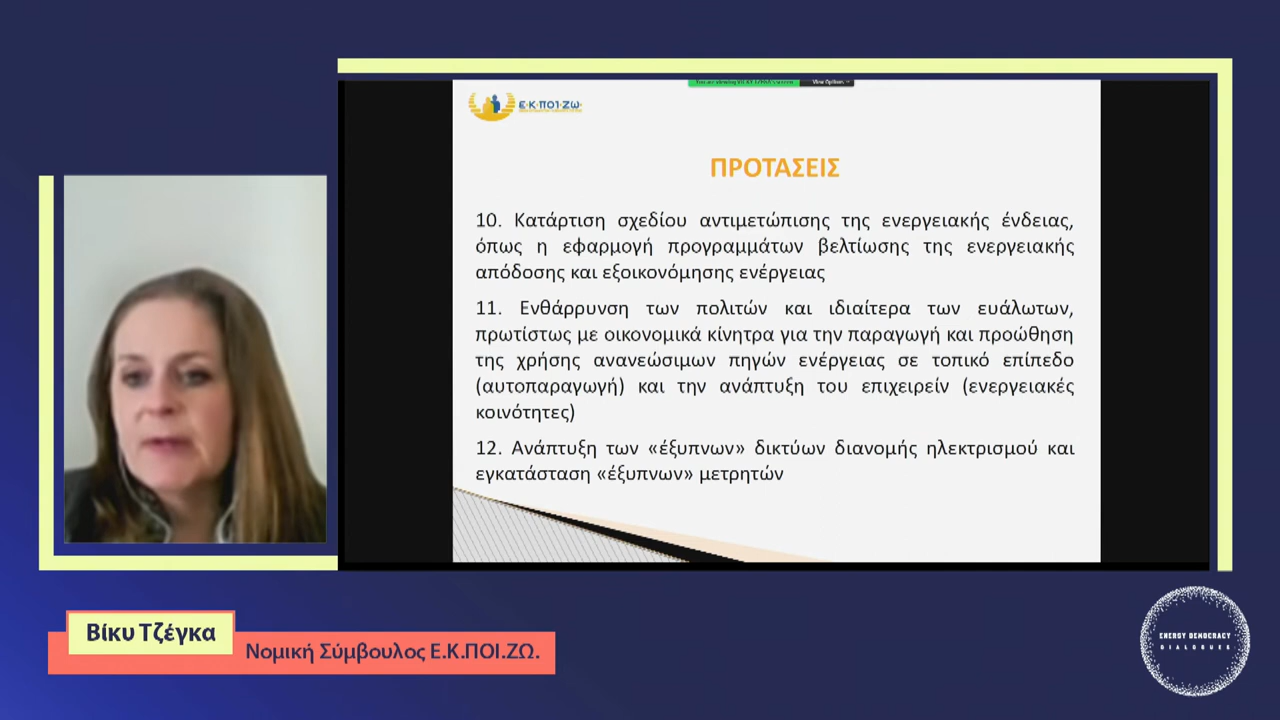 View Options
Ε·Κ·ΠΟΙ·ΖΩ·
ΠΡΟΤΑΣΕΙΣ
10. Κατάρτιση σχεδίου αντιμετώπισης της ενεργειακής ένδειας,
όπως η εφαρμογή προγραμμάτων βελτίωσης της ενεργειακής
απόδοσης και εξοικονόμησης ενέργειας
11. Ενθάρρυνση των πολιτών και ιδιαίτερα των ευάλωτων,
πρωτίστως με οικονομικά κίνητρα για την παραγωγή και προώθηση
της χρήσης ανανεώσιμων πηγών ενέργειας σε τοπικό επίπεδο
(αυτοπαραγωγή) και την ανάπτυξη του επιχειρείν (ενεργειακές
κοινότητες)
12. Ανάπτυξη των «έξυπνων» δικτύων διανομής ηλεκτρισμού και
εγκατάσταση «έξυπνων» μετρητών
Βίκυ Τζέγκα
Νομική Σύμβουλος Ε.Κ.ΠΟΙ.ΖΩ.
ENERGY DEMOCRACY
DIALOGUES